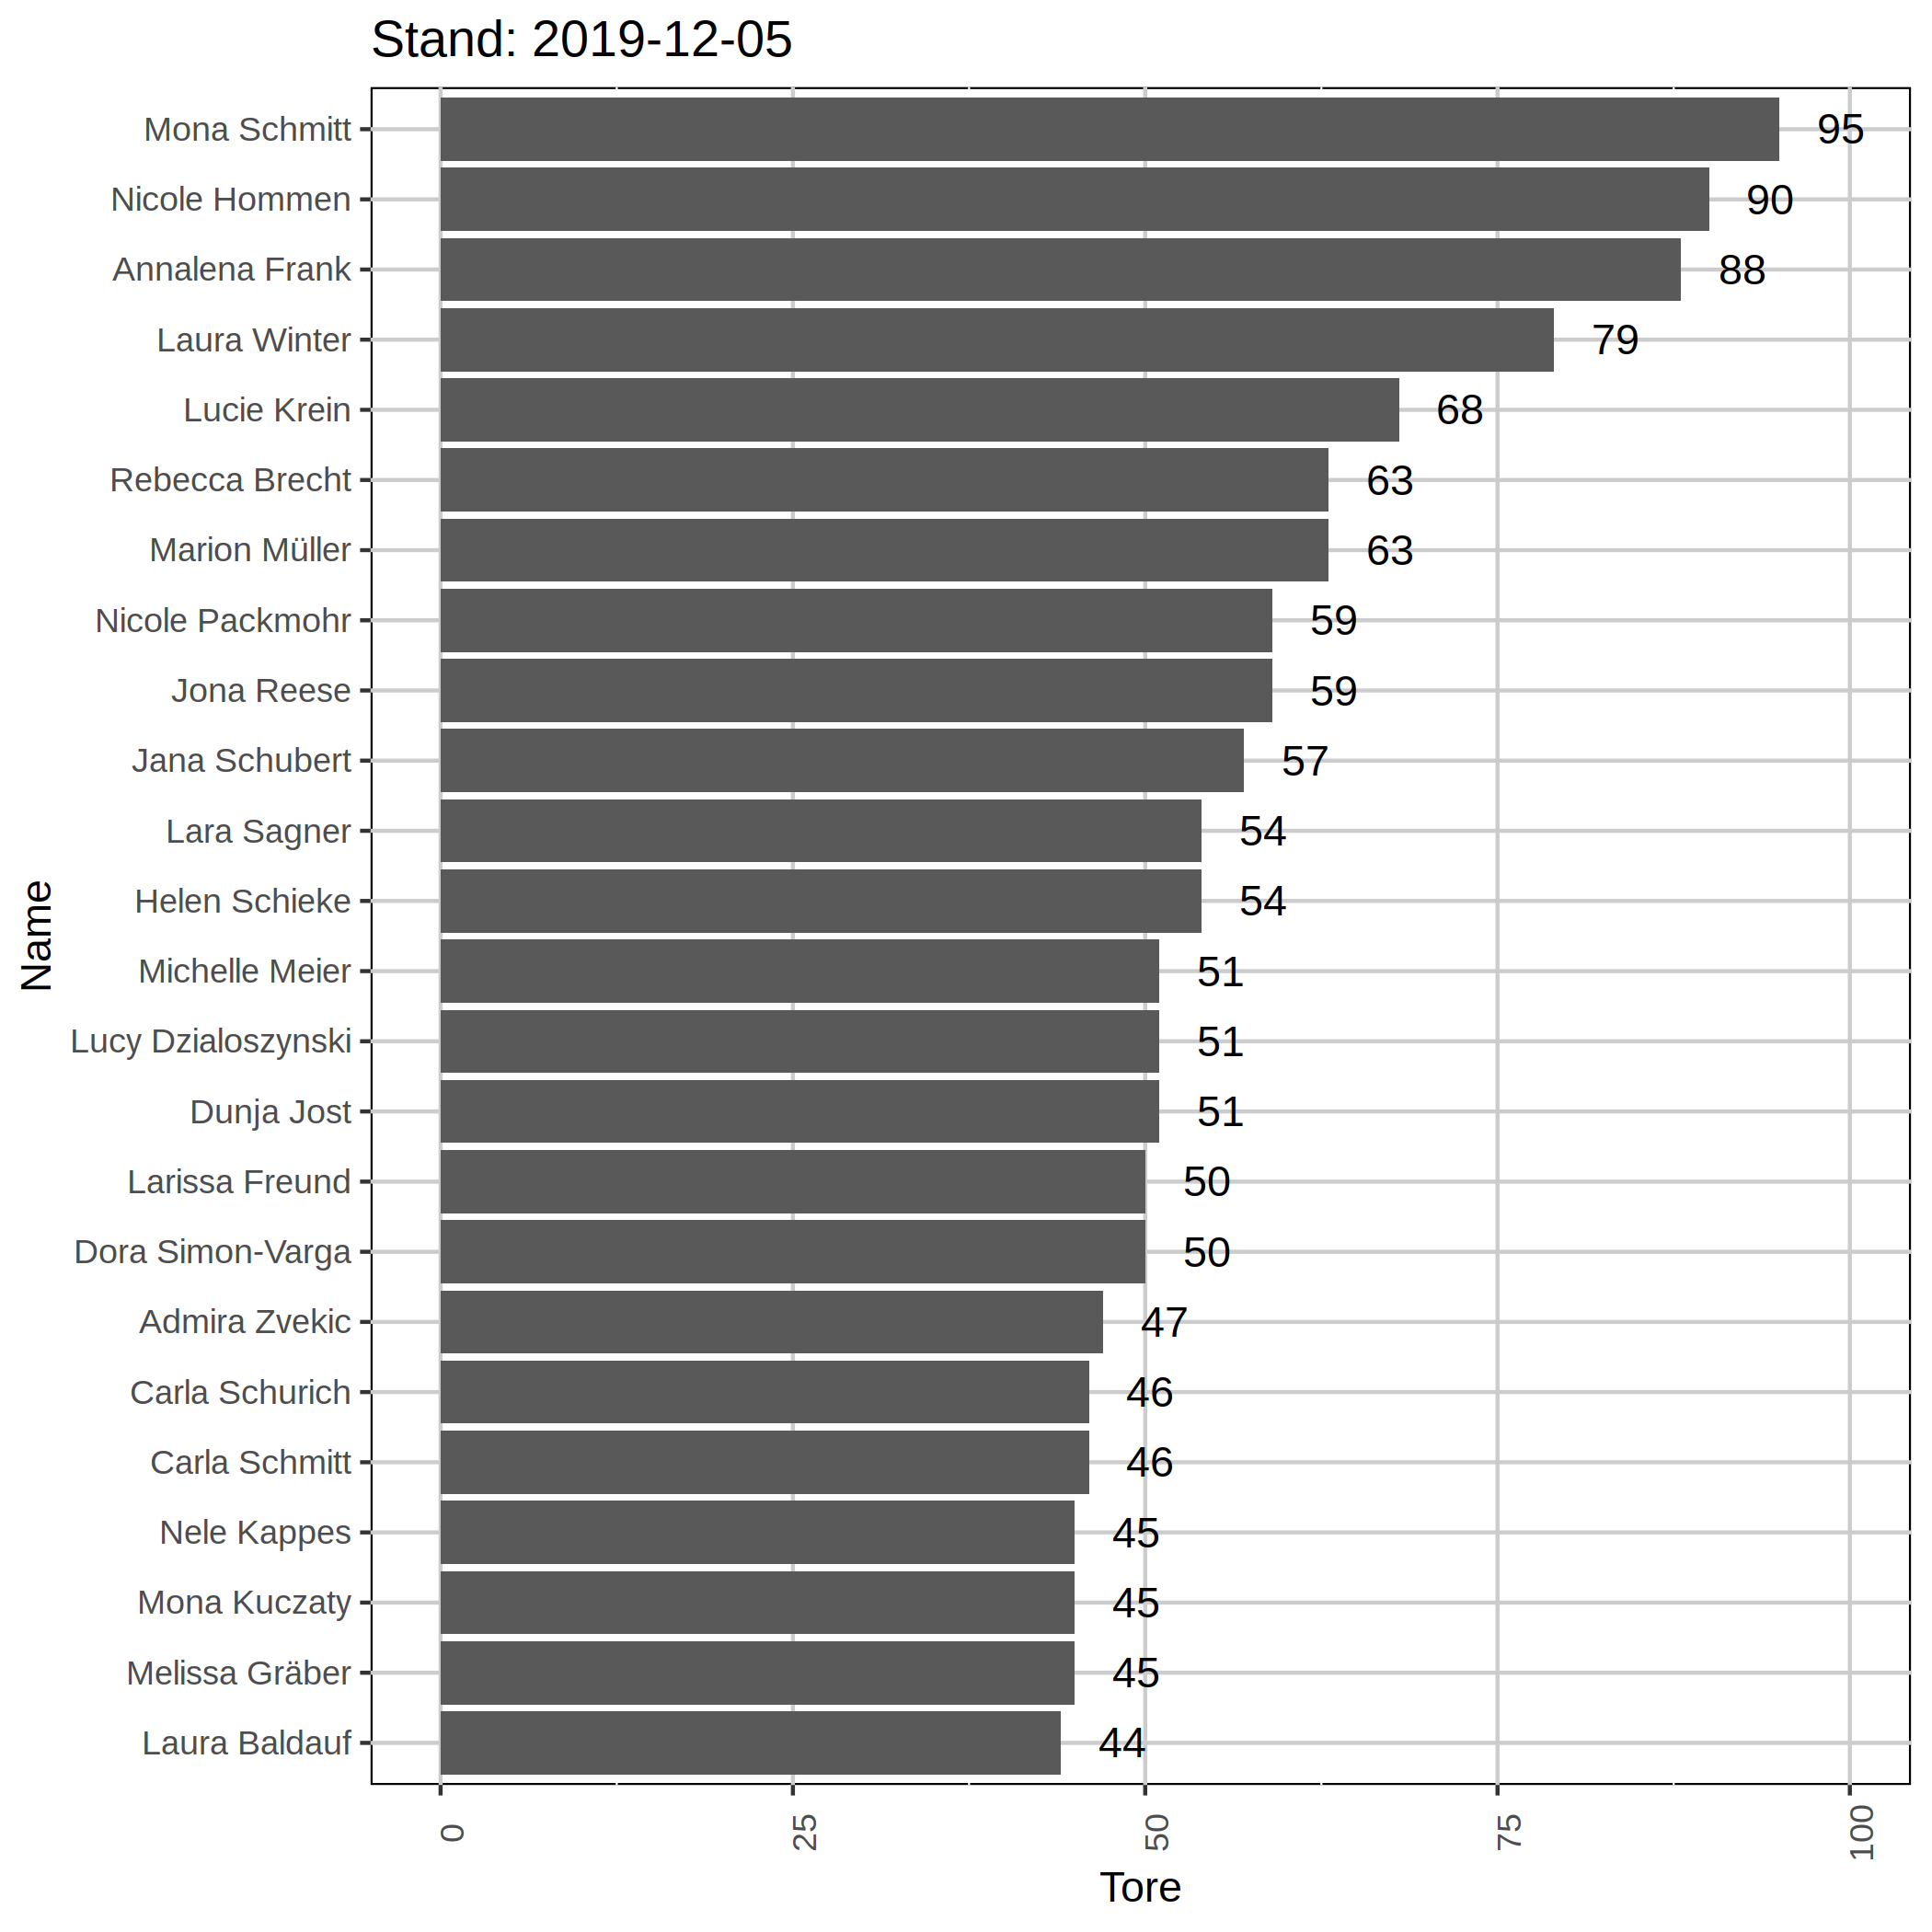 Stand: 2019-12-05
Mona Schmitt 95
Nicole Hommen 90
Annalena Frank 88
Laura Winter 79
Lucie Krein 68
Rebecca Brecht 63
Marion Müller 63
Nicole Packmohr 59
Jona Reese 59
Jana Schubert 57
Lara Sagner 54
Helen Schieke 54
Michelle Meier 51
Lucy Dzialoszynski 51
Dunja Jost 51
Larissa Freund 50
Dora Simon-Varga 50
Admira Zvekic 47
Carla Schurich 46
Carla Schmitt 46
Nele Kappes 45
Mona Kuczaty 45
Melissa Gräber 45
Laura Baldauf 44
Name
0 25 50 75 100
Tore